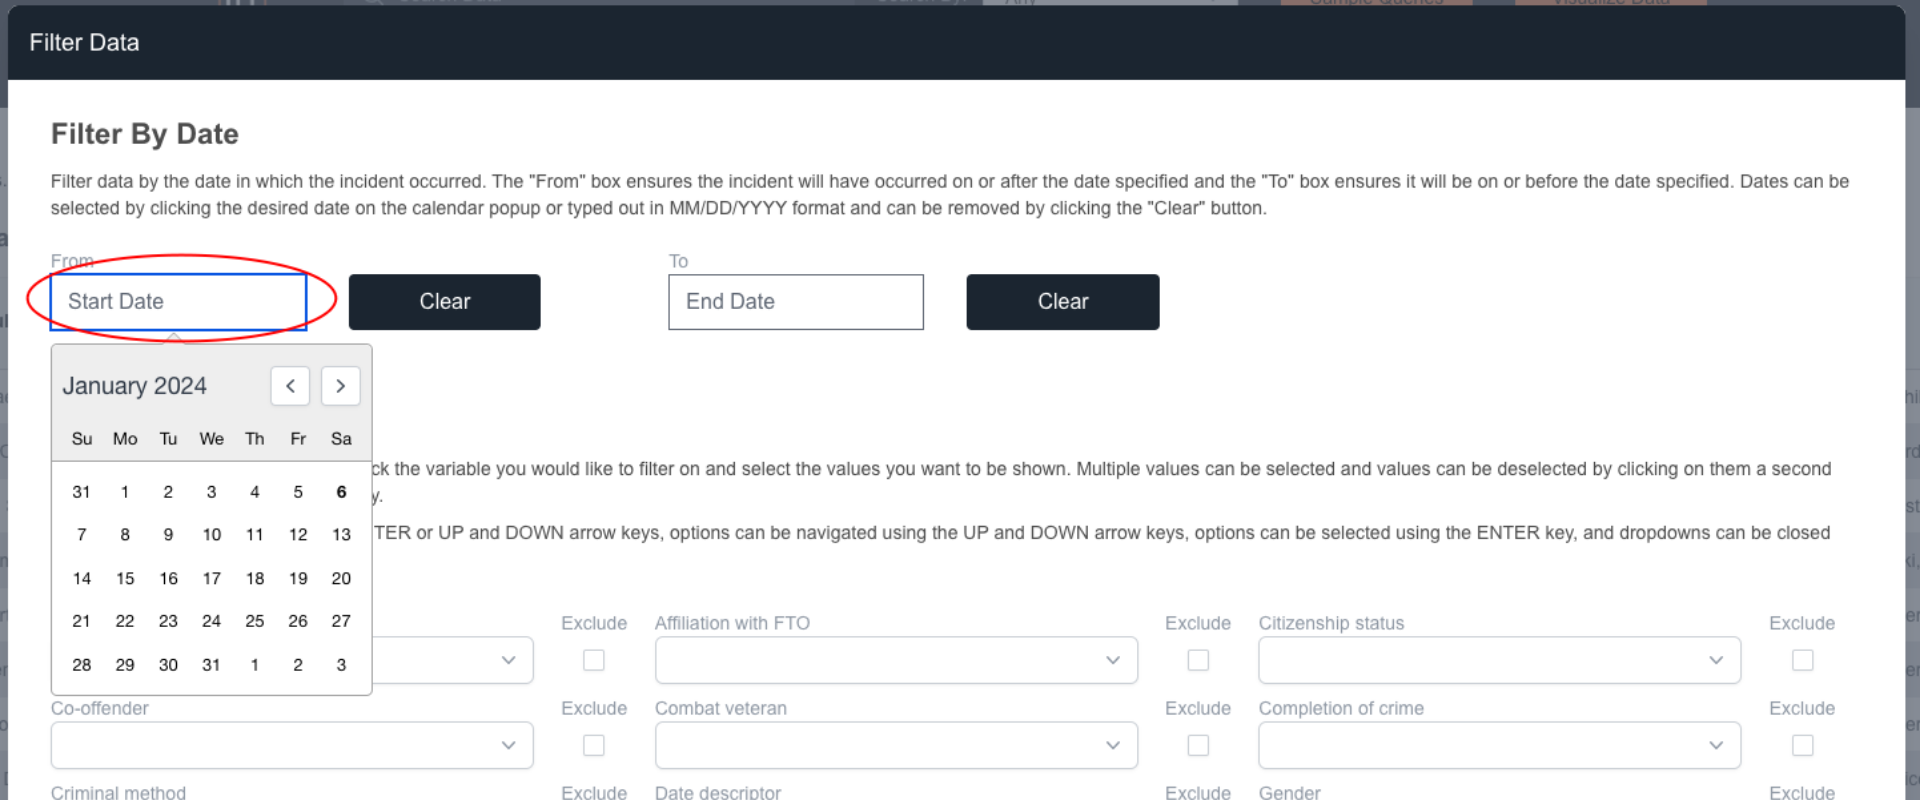 Search Data Search By: Any Sample Queries Visualize Data
Filter Data
Filter By Date
Filter data by the date in which the incident occurred. The "From" box ensures the incident will have occurred on or after the date specified and the "To" box ensures it will be on or before the date specified. Dates can be
selected by clicking the desired date on the calendar popup or typed out in MM/DD/YYYY format and can be removed by clicking the "Clear" button.
From To
Start Date Clear End Date Clear
January 2024
Su Mo Tu We Th Fr Sa
31 1 2 3 4 5 6
7 8 9 10 11 12 13
14 15 16 17 18 19 20
21 22 23 24 25 26 27
28 29 30 31 1 2 3
ck the variable you would like to filter on and select the values you want to be shown. Multiple values can be selected and values can be deselected by clicking on them a second
y.
TER or UP and DOWN arrow keys, options can be navigated using the UP and DOWN arrow keys, options can be selected using the ENTER key, and dropdowns can be closed
Exclude Affiliation with FTO Exclude Citizenship status Exclude
Co-offender Exclude Combat veteran Exclude Completion of crime Exclude
Criminal method Exclude Date descriptor Exclude Gender Exclude